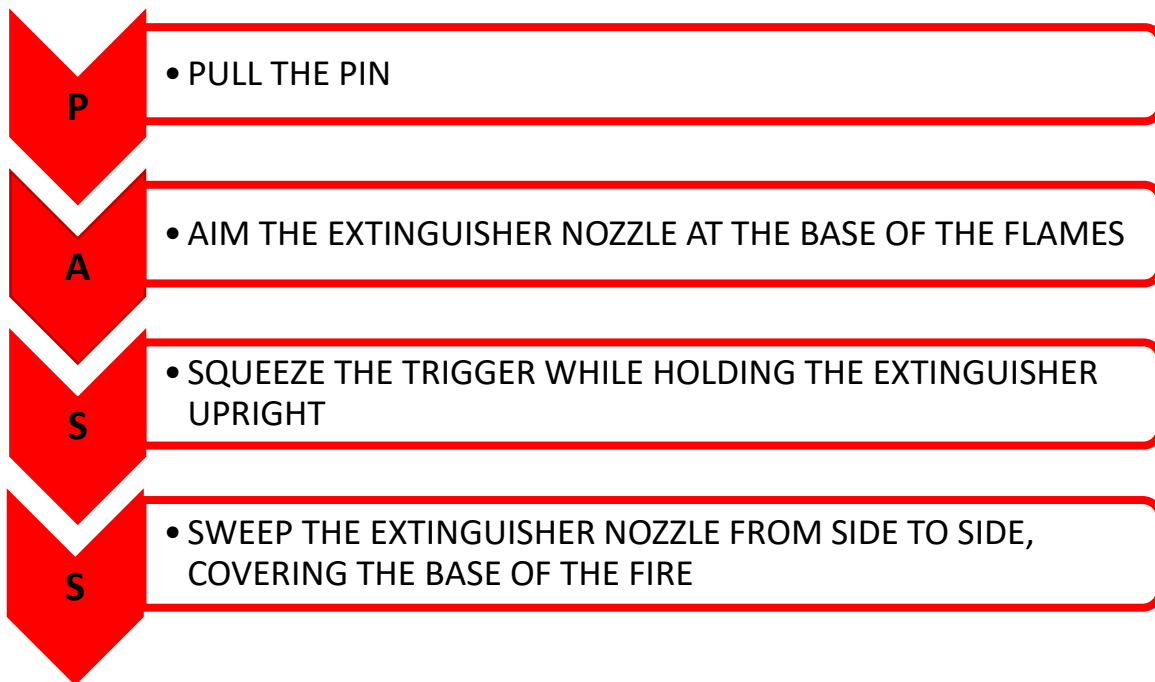 P
• PULL THE PIN
A
• AIM THE EXTINGUISHER NOZZLE AT THE BASE OF THE FLAMES
S
• SQUEEZE THE TRIGGER WHILE HOLDING THE EXTINGUISHER
UPRIGHT
S
• SWEEP THE EXTINGUISHER NOZZLE FROM SIDE TO SIDE,
COVERING THE BASE OF THE FIRE